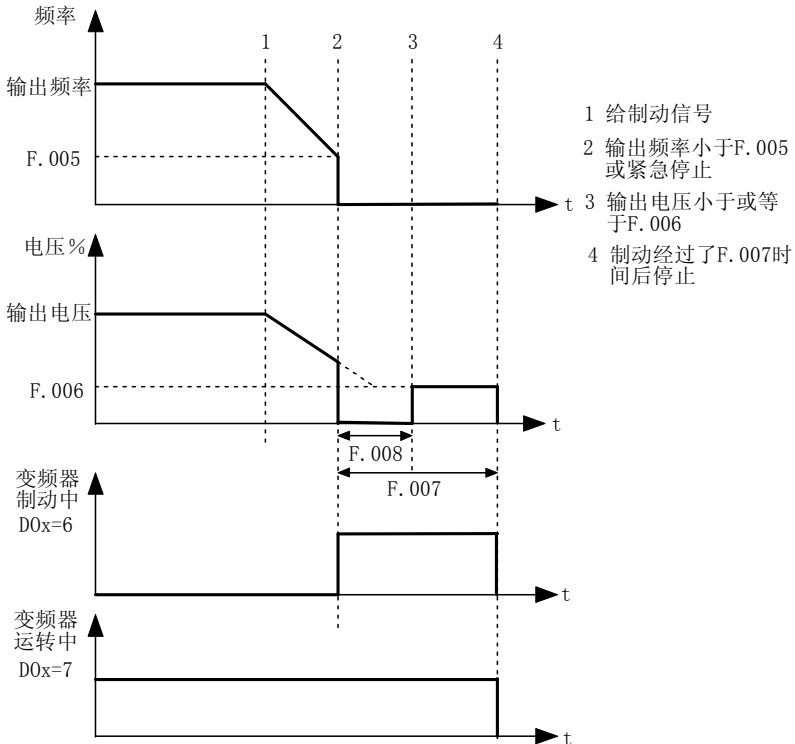 频率
1
2
3
4
输出频率
F.005
t
1 给制动信号
2 输出频率小于F.005
或紧急停止
3 输出电压小于或等
于F.006
4 制动经过了F.007时
间后停止
电压%
输出电压
F.006
t
F.008
F.007
变频器
制动中
DOx=6
t
变频器
运转中
DOx=7
t